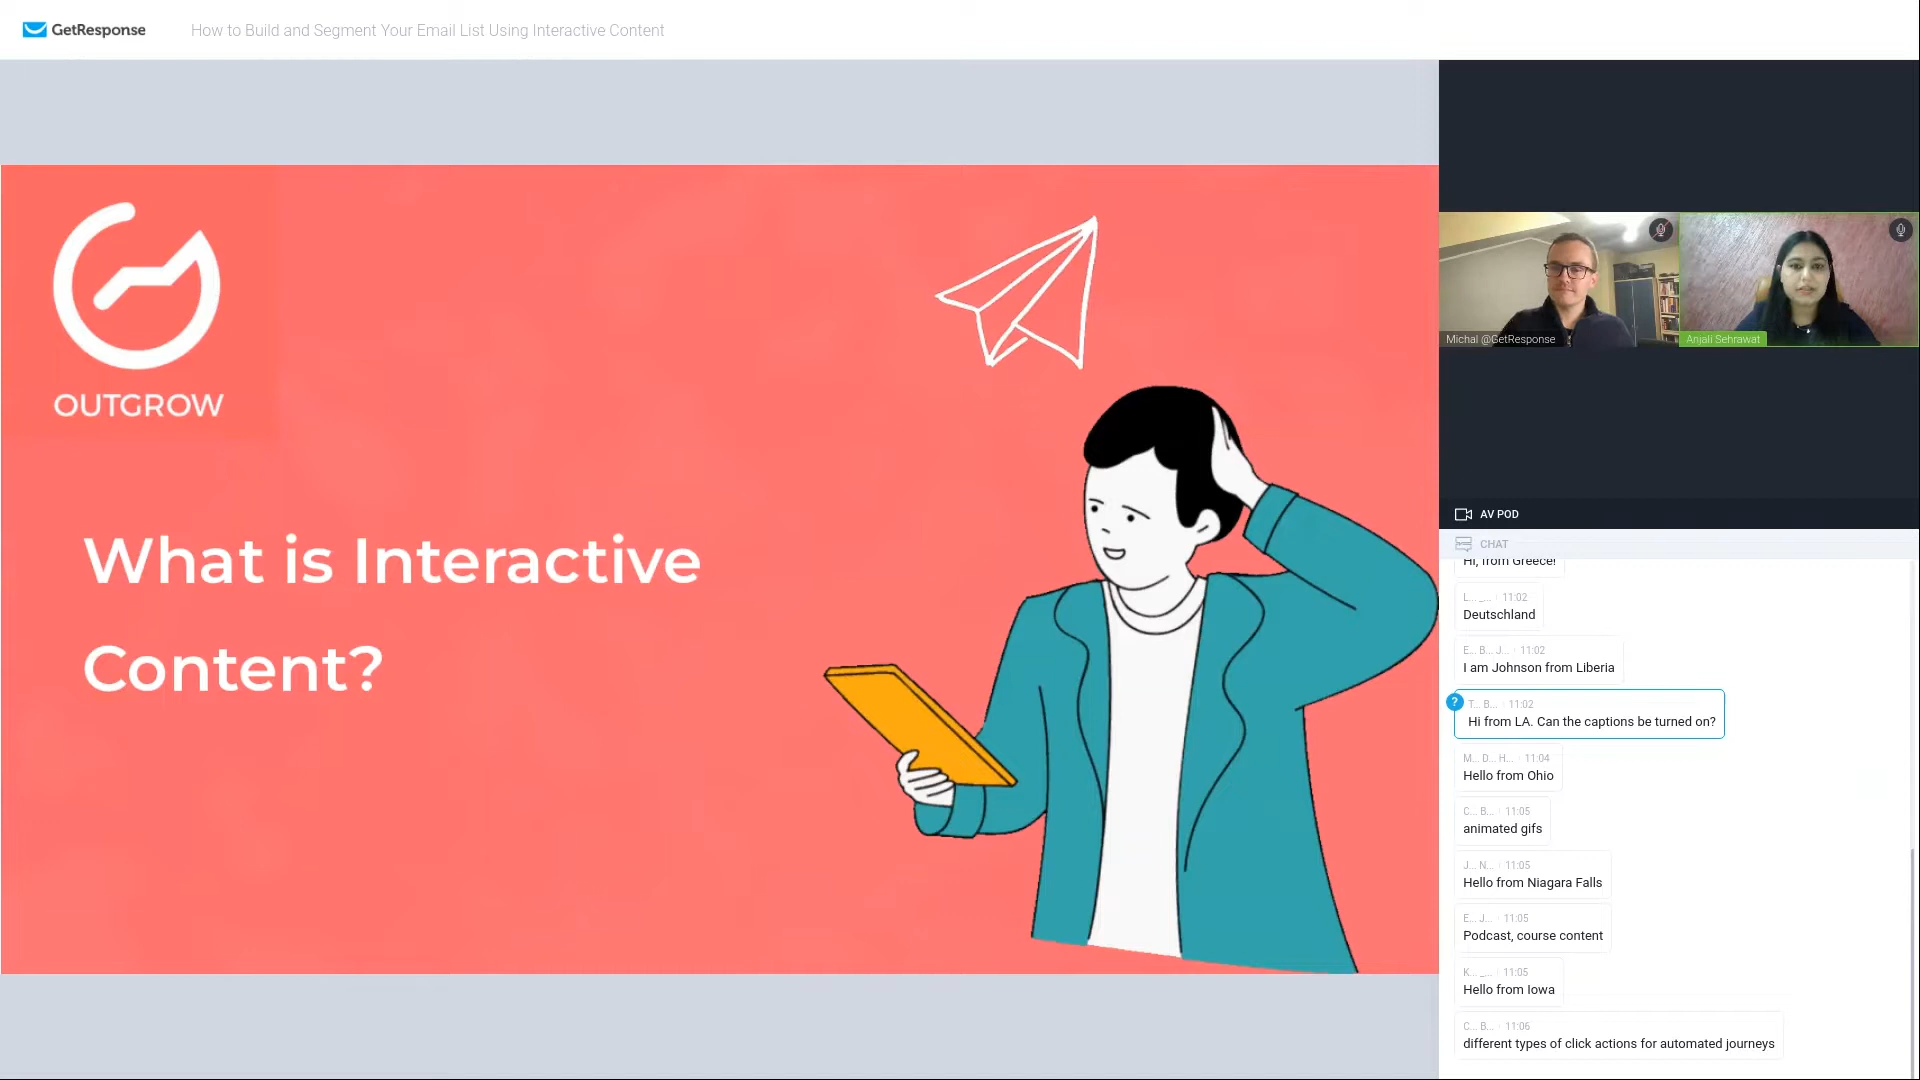 GetResponse
How to Build and Segment Your Email List Using Interactive Content
OUTGROW
What is Interactive
Content?
Michal @GetResponse
Anjali Sehrawat
AV POD
CHAT
Hi, from Greece!
L... _... 11:02
Deutschland
E... B... J... 11:02
I am Johnson from Liberia
?
T... B... 11:02
Hi from LA. Can the captions be turned on?
M... D... H... 11:04
Hello from Ohio
C... B... 11:05
animated gifs
J... N... 11:05
Hello from Niagara Falls
E... J... 11:05
Podcast, course content
K... _... 11:05
Hello from Iowa
C... B... 11:06
different types of click actions for automated journeys